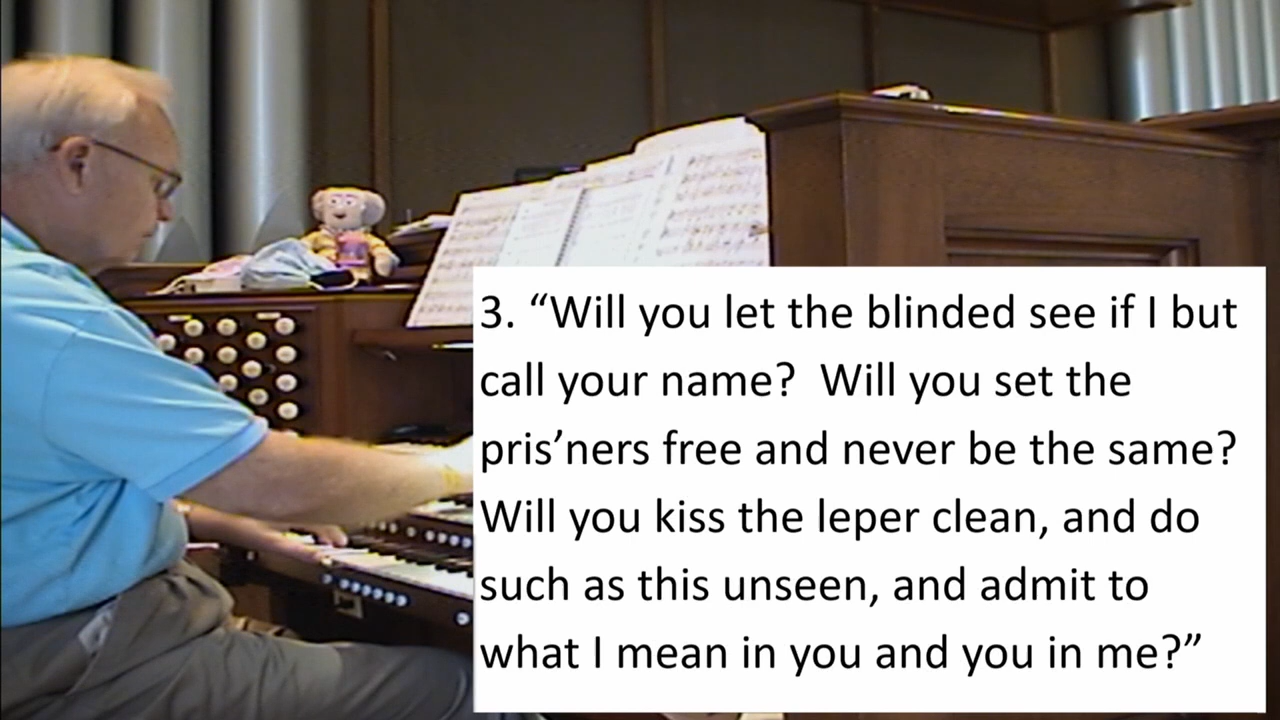 3. “Will you let the blinded see if I but
call your name?  Will you set the
pris’ners free and never be the same?
Will you kiss the leper clean, and do
such as this unseen, and admit to
what I mean in you and you in me?”